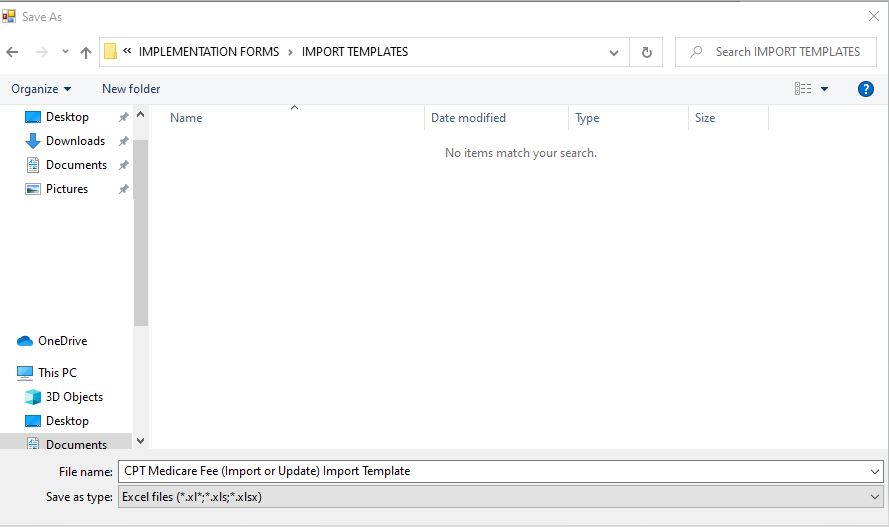 Save As
« IMPLEMENTATION FORMS › IMPORT TEMPLATES
Search IMPORT TEMPLATES
Organize
New folder
?
Name
Date modified
Type
Size
No items match your search.
Desktop
Downloads
Documents
Pictures
OneDrive
This PC
3D Objects
Desktop
Documents
File name: CPT Medicare Fee (Import or Update) Import Template
Save as type: Excel files (*.xl*;*.xls;*.xlsx)